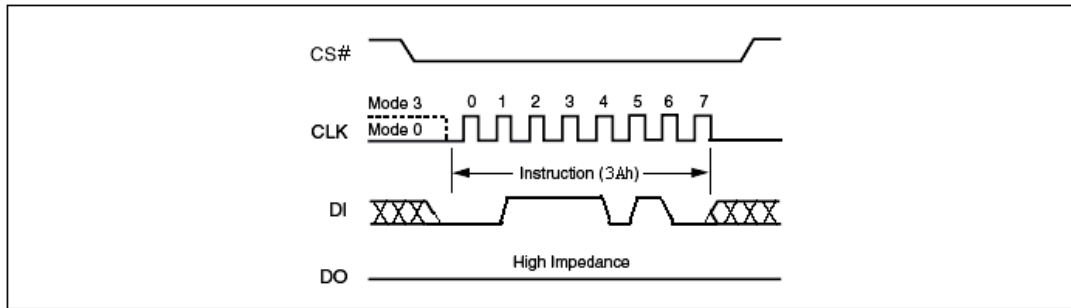 CS#
Mode 3 0 1 2 3 4 5 6 7
CLK Mode 0
Instruction (3Ah)
DI
High Impedance
DO